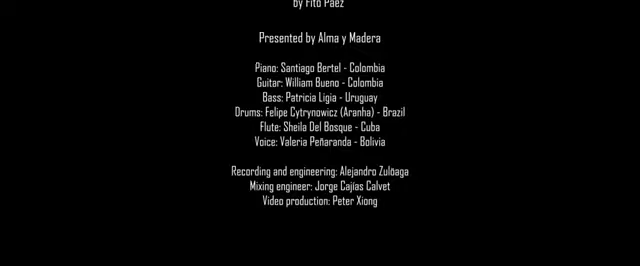 by Fito Páez
Presented by Alma y Madera
Piano: Santiago Bertel - Colombia
Guitar: William Bueno - Colombia
Bass: Patricia Ligia - Uruguay
Drums: Felipe Cytrynowicz (Aranha) - Brazil
Flute: Sheila Del Bosque - Cuba
Voice: Valeria Peñaranda - Bolivia
Recording and engineering: Alejandro Zulöaga
Mixing engineer: Jorge Cajías Calvet
Video production: Peter Xiong